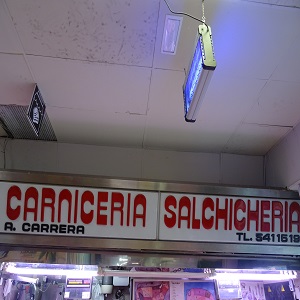 CARNICERIA SALCHICHERIA
A. CARRERA TL. 5411519